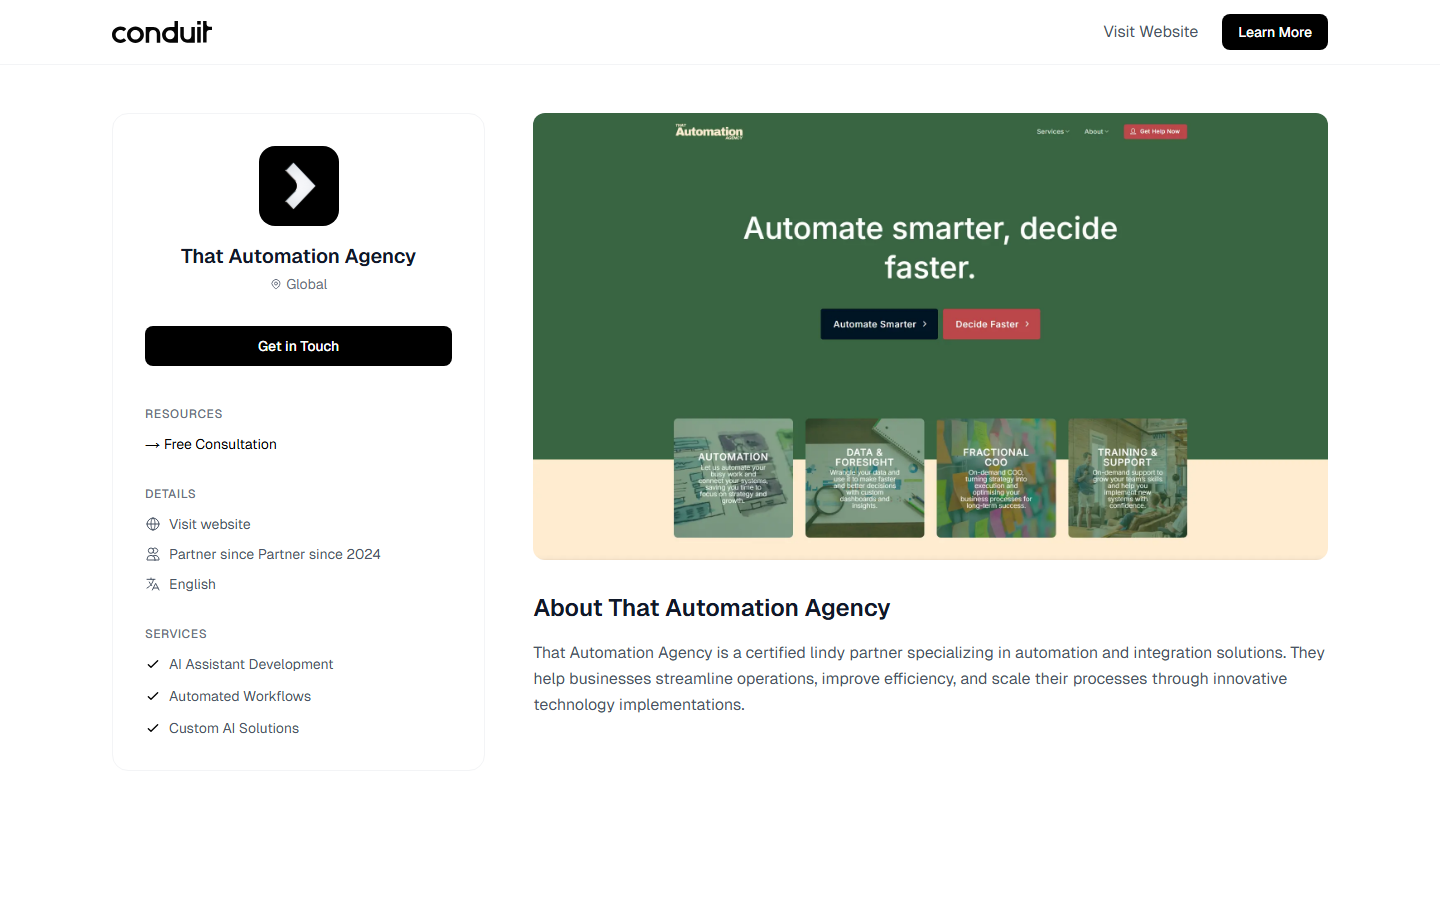 conduit
Visit Website
Learn More
That Automation Agency
Global
Get in Touch
RESOURCES
→ Free Consultation
DETAILS
Visit website
Partner since Partner since 2024
English
SERVICES
AI Assistant Development
Automated Workflows
Custom AI Solutions
THAT
Automation
AGENCY
Services
About
Get Help Now
Automate smarter, decide
faster.
Automate Smarter
Decide Faster
AUTOMATION
Let us automate your
busy work and
connect your systems,
saving you time to
focus on strategy and
growth.
DATA &
FORESIGHT
Wrangle your data and
use it to make faster
and better decisions
with custom
dashboards and
insights.
FRACTIONAL
COO
On-demand COO,
turning strategy into
execution and
optimising your
business processes for
long-term success.
TRAINING &
SUPPORT
On-demand support to
grow your team's skills
and help you
implement new
systems with
confidence.
About That Automation Agency
That Automation Agency is a certified lindy partner specializing in automation and integration solutions. They
help businesses streamline operations, improve efficiency, and scale their processes through innovative
technology implementations.